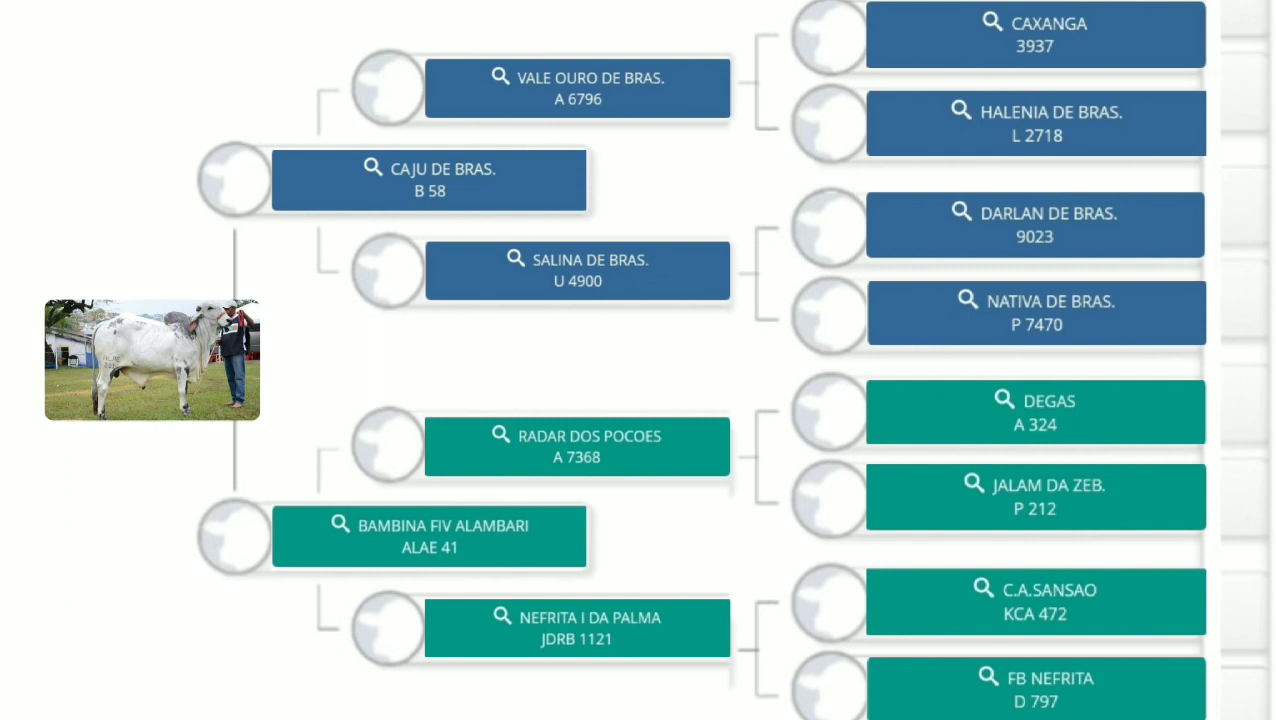 CAXANGA
3937
VALE OURO DE BRAS.
A 6796
HALENIA DE BRAS.
L 2718
CAJU DE BRAS.
B 58
DARLAN DE BRAS.
9023
SALINA DE BRAS.
U 4900
NATIVA DE BRAS.
P 7470
DEGAS
A 324
RADAR DOS POCOES
A 7368
JALAM DA ZEB.
P 212
BAMBINA FIV ALAMBARI
ALAE 41
C.A.SANSAO
KCA 472
NEFRITA I DA PALMA
JDRB 1121
FB NEFRITA
D 797